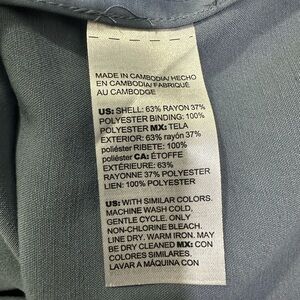 MADE IN CAMBODIA/ HECHO
EN CAMBODIA/ FABRIQUÉ
AU CAMBODGE
US: SHELL: 63% RAYON 37%
POLYESTER BINDING: 100%
POLYESTER MX: TELA
EXTERIOR: 63% rayón 37%
poliéster RIBETE: 100%
poliéster CA: ÉTOFFE
EXTÉRIEURE: 63%
RAYONNE 37% POLYESTER
LIEN: 100% POLYESTER
US: WITH SIMILAR COLORS.
MACHINE WASH COLD,
GENTLE CYCLE. ONLY
NON-CHLORINE BLEACH.
LINE DRY. WARM IRON. MAY
BE DRY CLEANED MX: CON
COLORES SIMILARES.
LAVAR A MÁQUINA CON